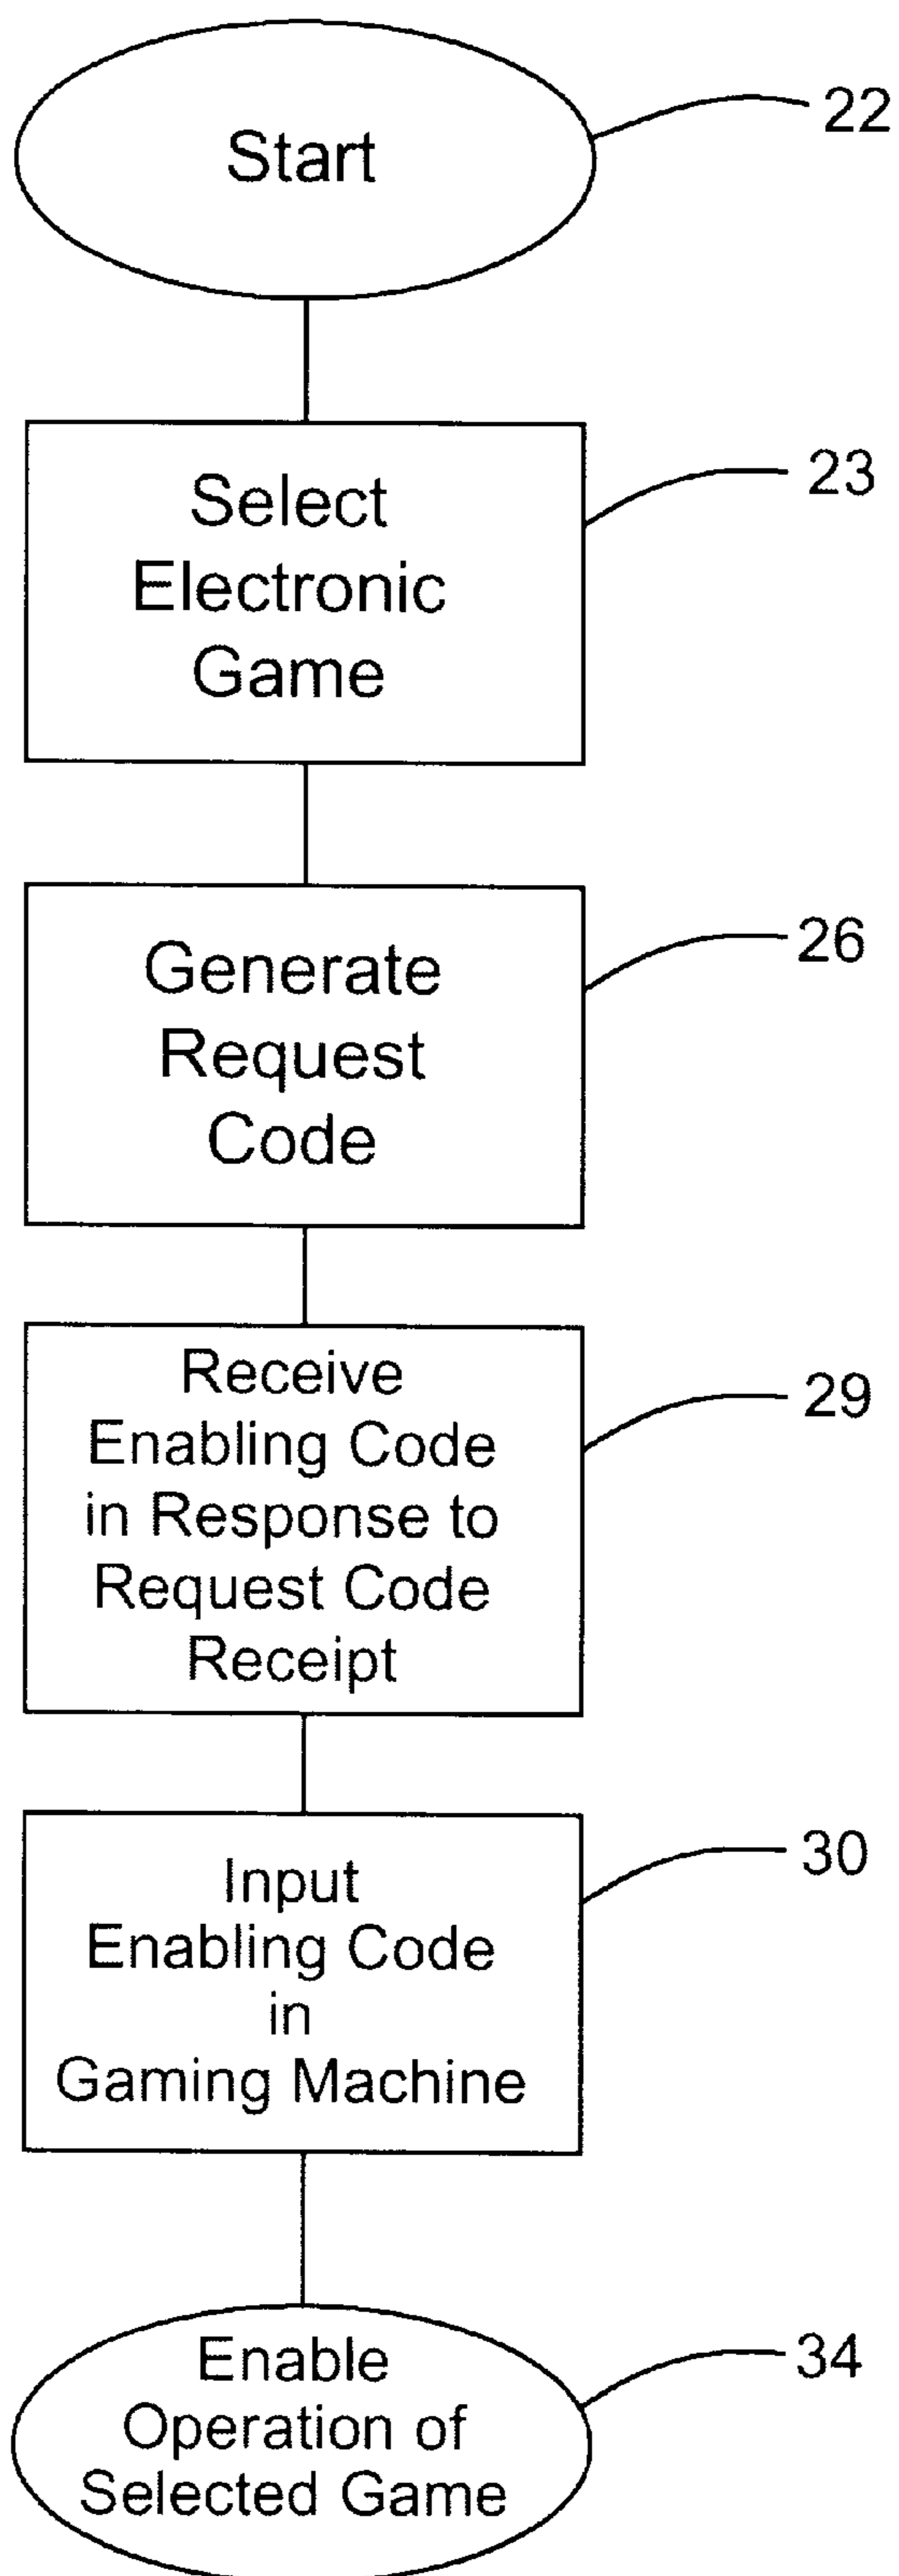 Start
22
Select
Electronic
Game
23
Generate
Request
Code
26
Receive
Enabling Code
in Response to
Request Code
Receipt
29
Input
Enabling Code
in
Gaming Machine
30
Enable
Operation of
Selected Game
34